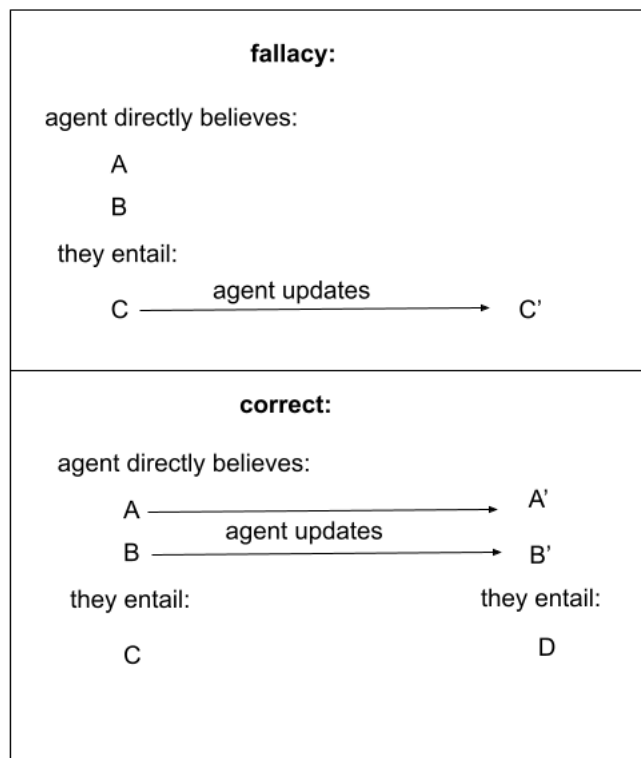 fallacy:
agent directly believes:
A
B
they entail:
agent updates
C C’
correct:
agent directly believes:
A A’
agent updates
B B’
they entail: they entail:
C D